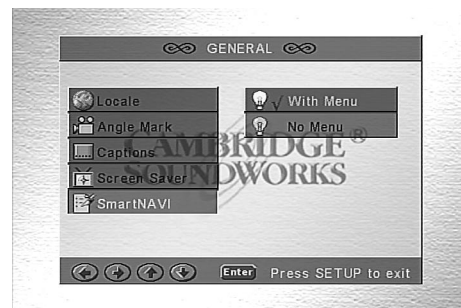 GENERAL
Locale
Angle Mark
Captions
Screen Saver
SmartNAVI
√ With Menu
No Menu
CAMBRIDGE®
SOUNDWORKS
Enter Press SETUP to exit